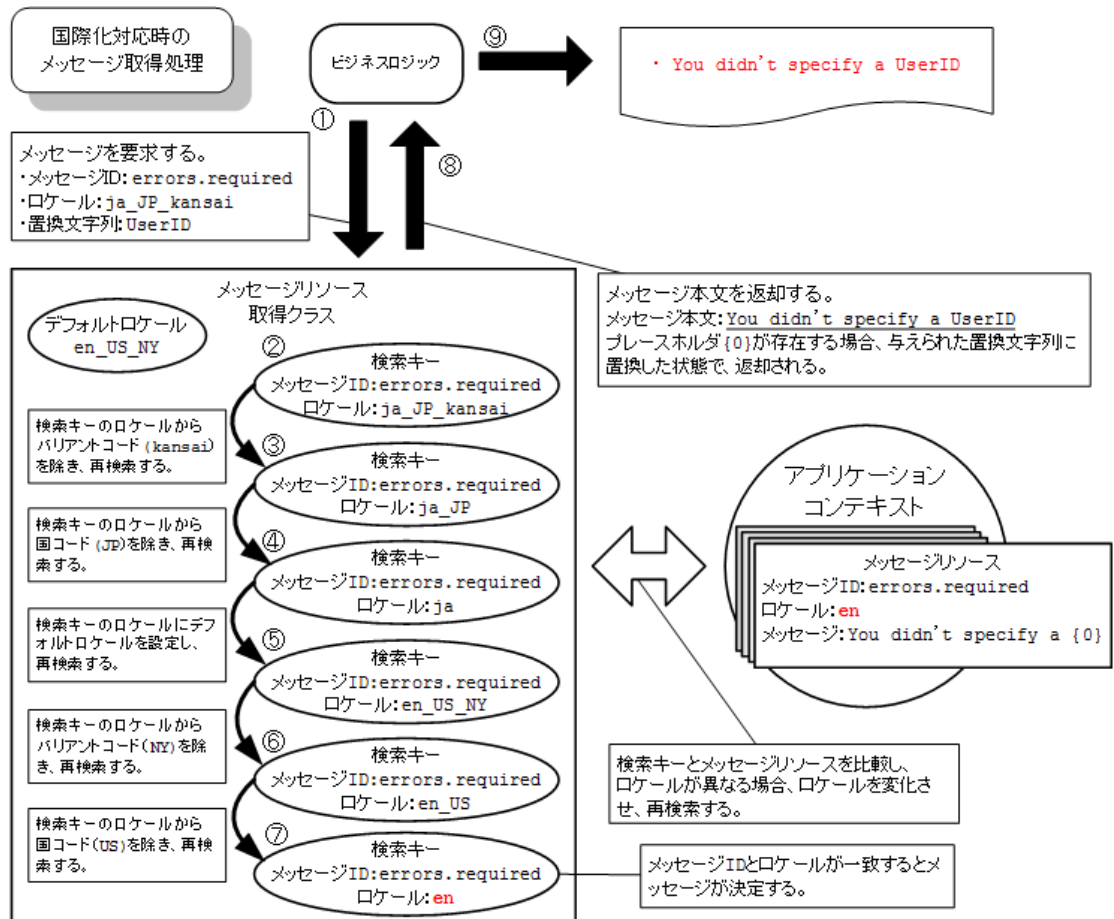 国際化対応時の
メッセージ取得処理
ビジネスロジック
⑨
・ You didn't specify a UserID
①
⑧
メッセージを要求する。
・メッセージID：errors.required
・ロケール：ja_JP_kansai
・置換文字列：UserID
メッセージリソース
取得クラス
デフォルトロケール
en_US_NY
メッセージ本文を返却する。
メッセージ本文：You didn't specify a UserID
プレースホルダ{0}が存在する場合、与えられた置換文字列に
置換した状態で、返却される。
②
検索キー
メッセージID:errors.required
ロケール:ja_JP_kansai
検索キーのロケールから
バリアントコード(kansai)
を除き、再検索する。
③
検索キー
メッセージID:errors.required
ロケール:ja_JP
検索キーのロケールから
国コード(JP)を除き、再検
索する。
④
検索キー
メッセージID:errors.required
ロケール:ja
検索キーのロケールにデフ
ォルトロケールを設定し、
再検索する。
⑤
検索キー
メッセージID:errors.required
ロケール:en_US_NY
検索キーのロケールから
バリアントコード(NY)を除
き、再検索する。
⑥
検索キー
メッセージID:errors.required
ロケール:en_US
検索キーのロケールから
国コード(US)を除き、再検
索する。
⑦
検索キー
メッセージID:errors.required
ロケール:en
アプリケーション
コンテキスト
メッセージリソース
メッセージID:errors.required
ロケール:en
メッセージ:You didn't specify a {0}
検索キーとメッセージリソースを比較し、
ロケールが異なる場合、ロケールを変化さ
せ、再検索する。
メッセージIDとロケールが一致するとメ
ッセージが決定する。